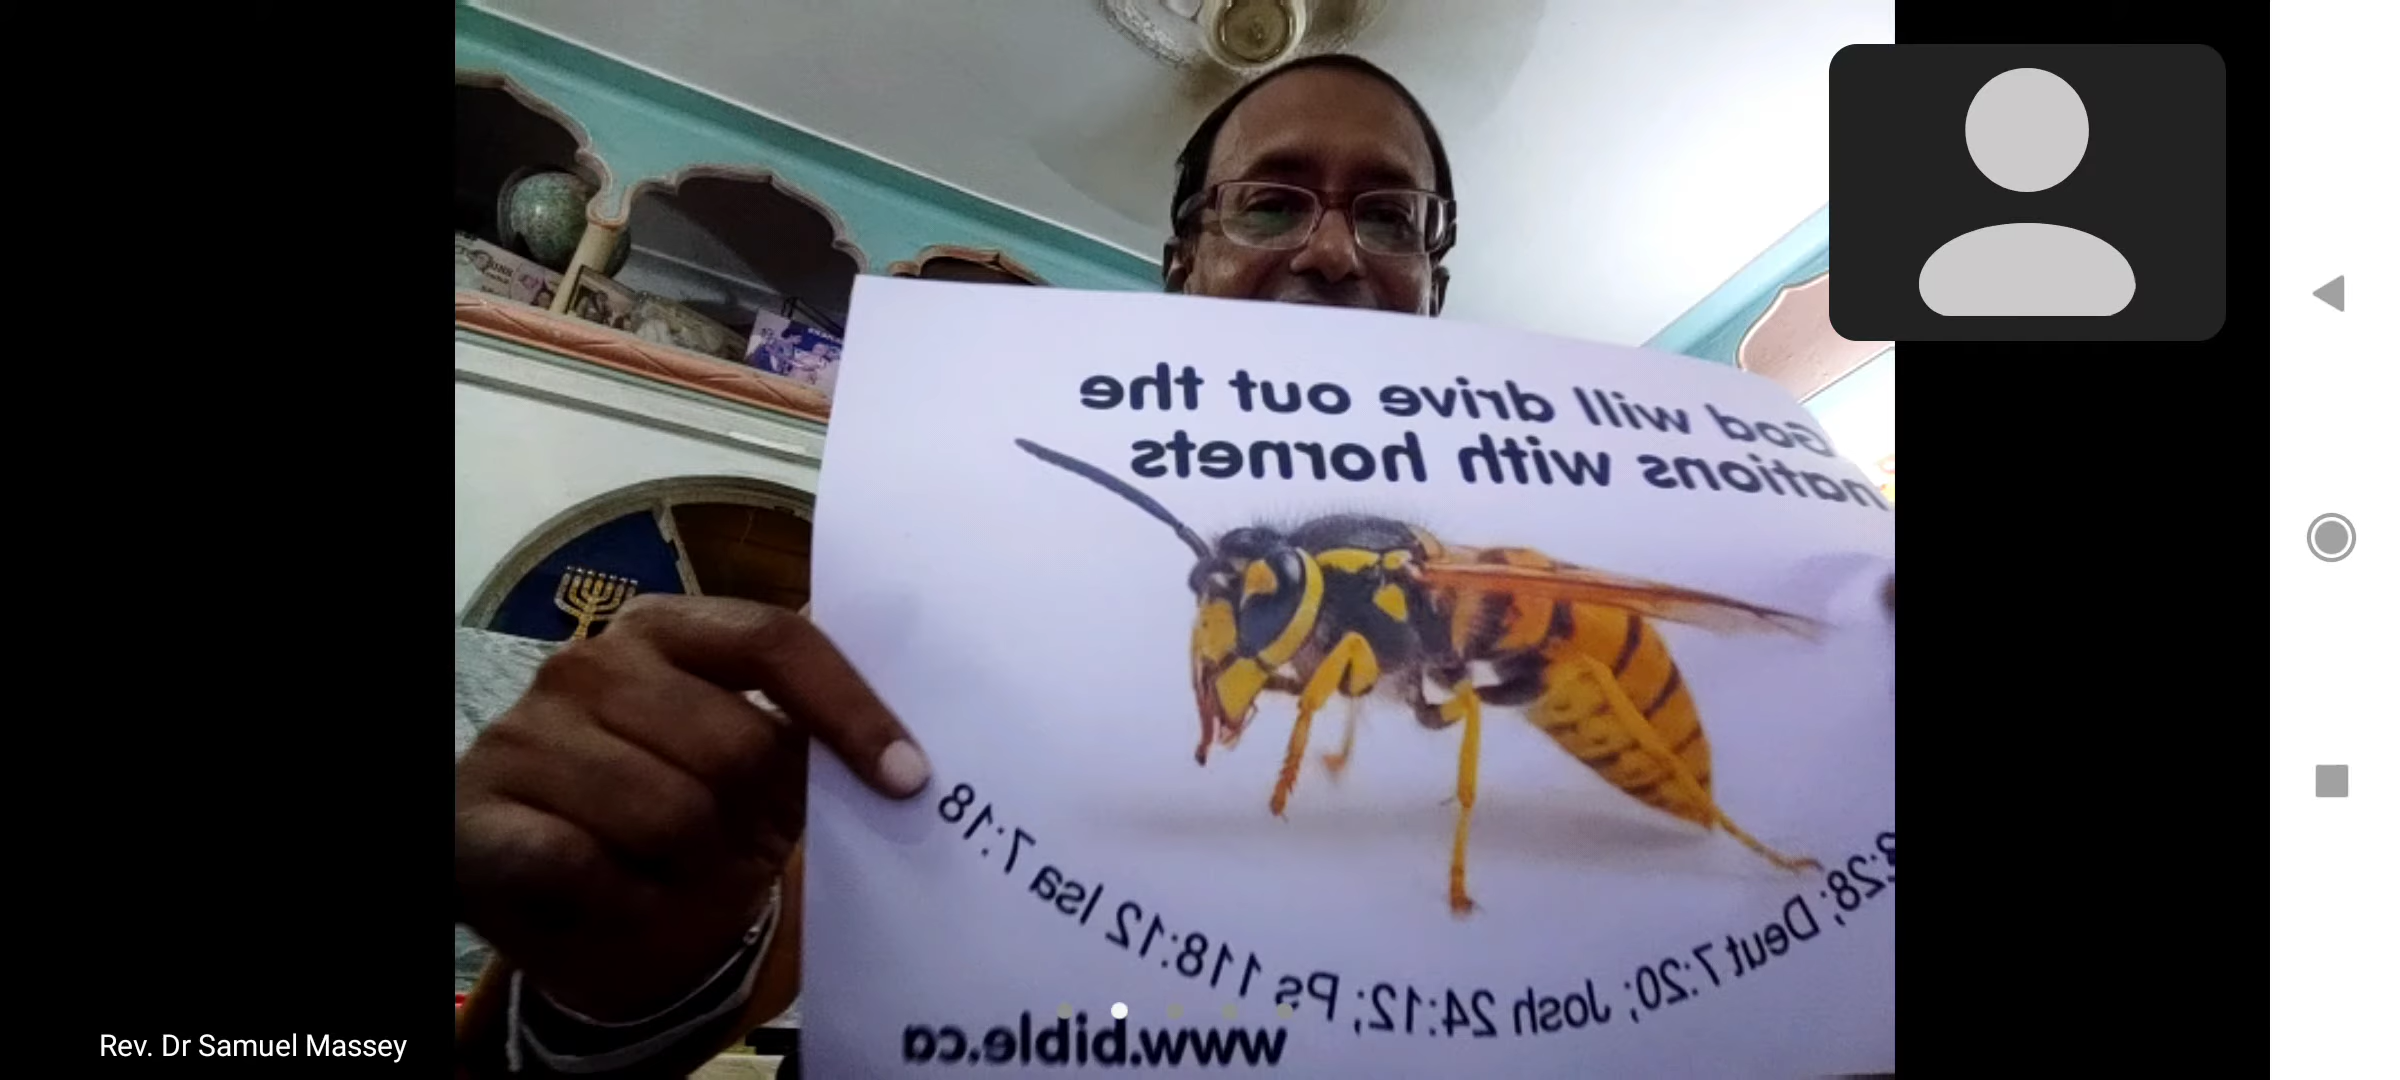 God will drive out the
nations with hornets
:28; Deut 7:20; Josh 24:12; Ps 118:12 Isa 7:18
www.bible.ca
Rev. Dr Samuel Massey